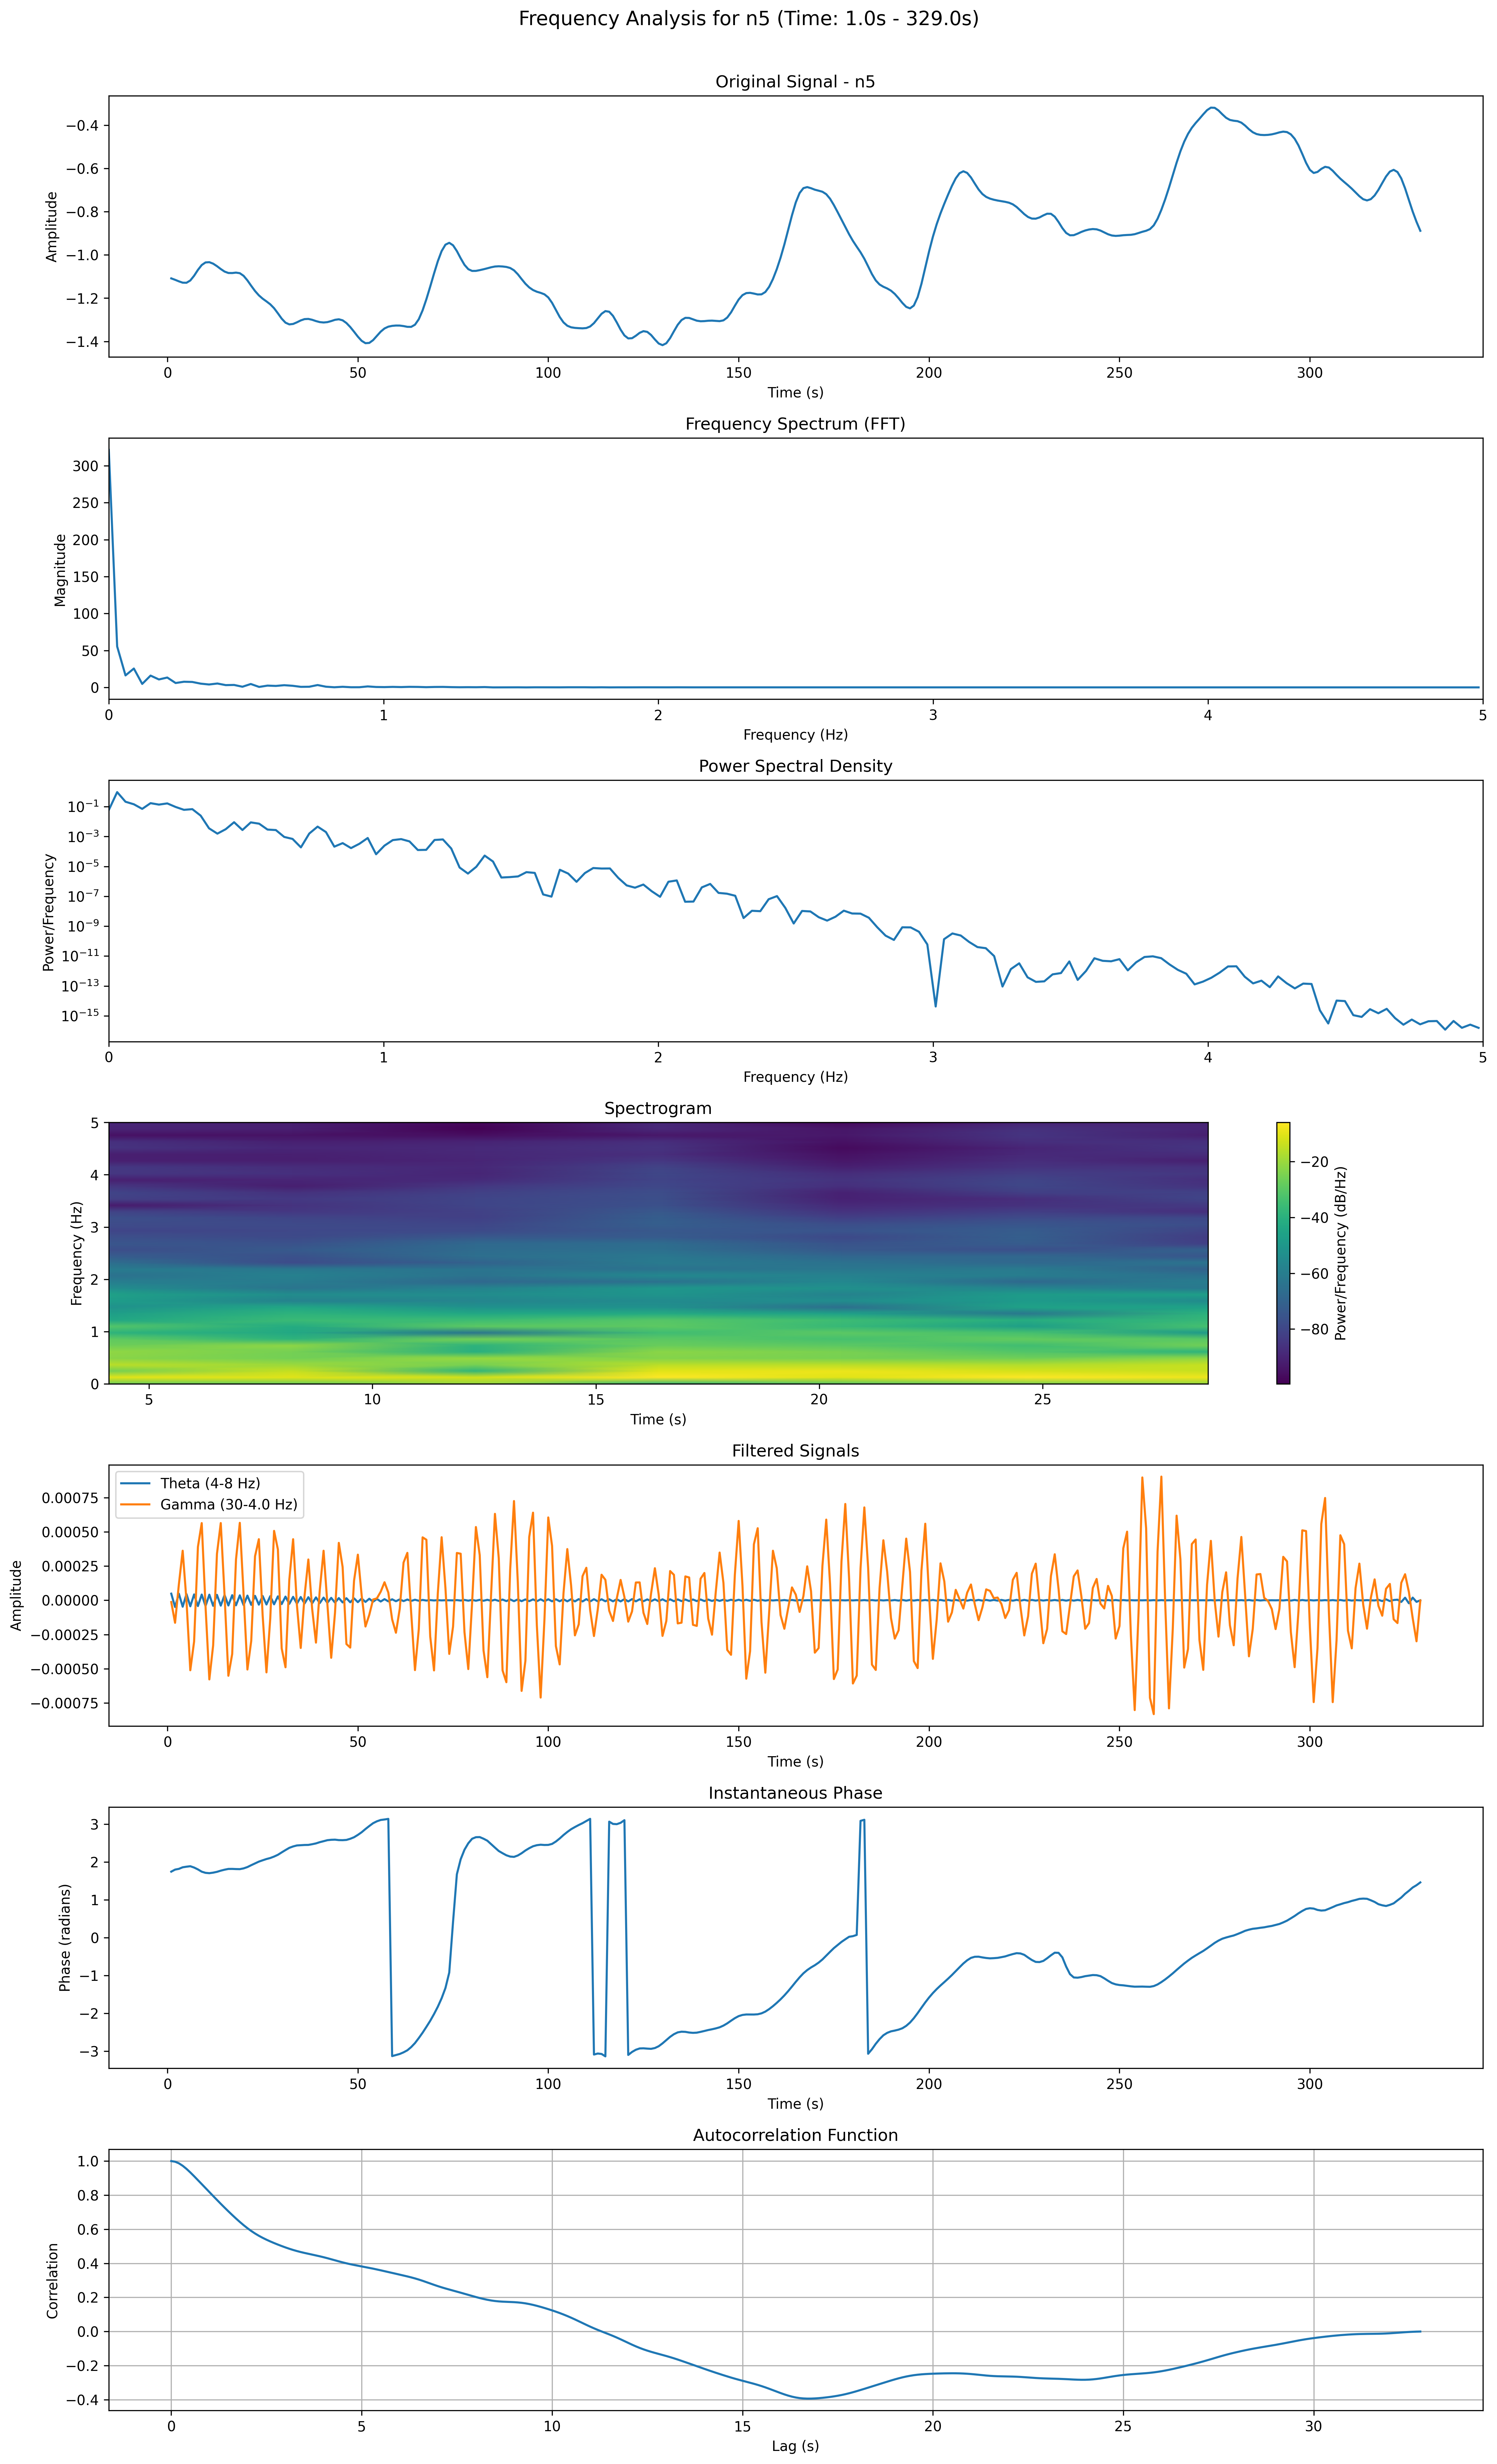 Frequency Analysis for n5 (Time: 1.0s - 329.0s)
Original Signal - n5
Amplitude
−0.4
−0.6
−0.8
−1.0
−1.2
−1.4
0 50 100 150 200 250 300
Time (s)
Frequency Spectrum (FFT)
Magnitude
300
250
200
150
100
50
0
0 1 2 3 4 5
Frequency (Hz)
Power Spectral Density
Power/Frequency
10⁻¹
10⁻³
10⁻⁵
10⁻⁷
10⁻⁹
10⁻¹¹
10⁻¹³
10⁻¹⁵
0 1 2 3 4 5
Frequency (Hz)
Spectrogram
Frequency (Hz)
5
4
3
2
1
0
5 10 15 20 25
Time (s)
−20
−40
−60
−80
Power/Frequency (dB/Hz)
Filtered Signals
Theta (4-8 Hz)
Gamma (30-4.0 Hz)
Amplitude
0.00075
0.00050
0.00025
0.00000
−0.00025
−0.00050
−0.00075
0 50 100 150 200 250 300
Time (s)
Instantaneous Phase
Phase (radians)
3
2
1
0
−1
−2
−3
0 50 100 150 200 250 300
Time (s)
Autocorrelation Function
Correlation
1.0
0.8
0.6
0.4
0.2
0.0
−0.2
−0.4
0 5 10 15 20 25 30
Lag (s)